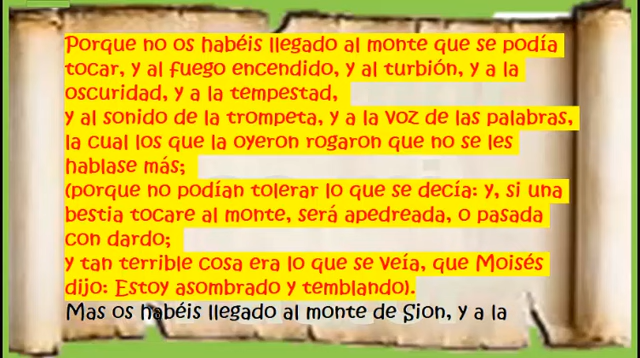 Porque no os habéis llegado al monte que se podía
tocar, y al fuego encendido, y al turbión, y a la
oscuridad, y a la tempestad,
y al sonido de la trompeta, y a la voz de las palabras,
la cual los que la oyeron rogaron que no se les
hablase más;
(porque no podían tolerar lo que se decía: y, si una
bestia tocare al monte, será apedreada, o pasada
con dardo;
y tan terrible cosa era lo que se veía, que Moisés
dijo: Estoy asombrado y temblando).
Mas os habéis llegado al monte de Sion, y a la